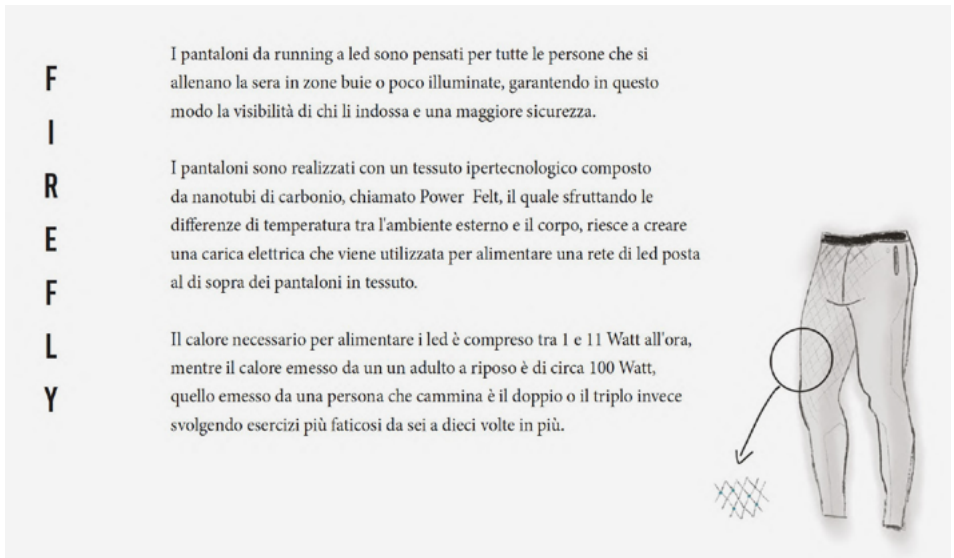 FIREFLY
I pantaloni da running a led sono pensati per tutte le persone che si
allenano la sera in zone buie o poco illuminate, garantendo in questo
modo la visibilità di chi li indossa e una maggiore sicurezza.
I pantaloni sono realizzati con un tessuto ipertecnologico composto
da nanotubi di carbonio, chiamato Power Felt, il quale sfruttando le
differenze di temperatura tra l'ambiente esterno e il corpo, riesce a creare
una carica elettrica che viene utilizzata per alimentare una rete di led posta
al di sopra dei pantaloni in tessuto.
Il calore necessario per alimentare i led è compreso tra 1 e 11 Watt all'ora,
mentre il calore emesso da un un adulto a riposo è di circa 100 Watt,
quello emesso da una persona che cammina è il doppio o il triplo invece
svolgendo esercizi più faticosi da sei a dieci volte in più.